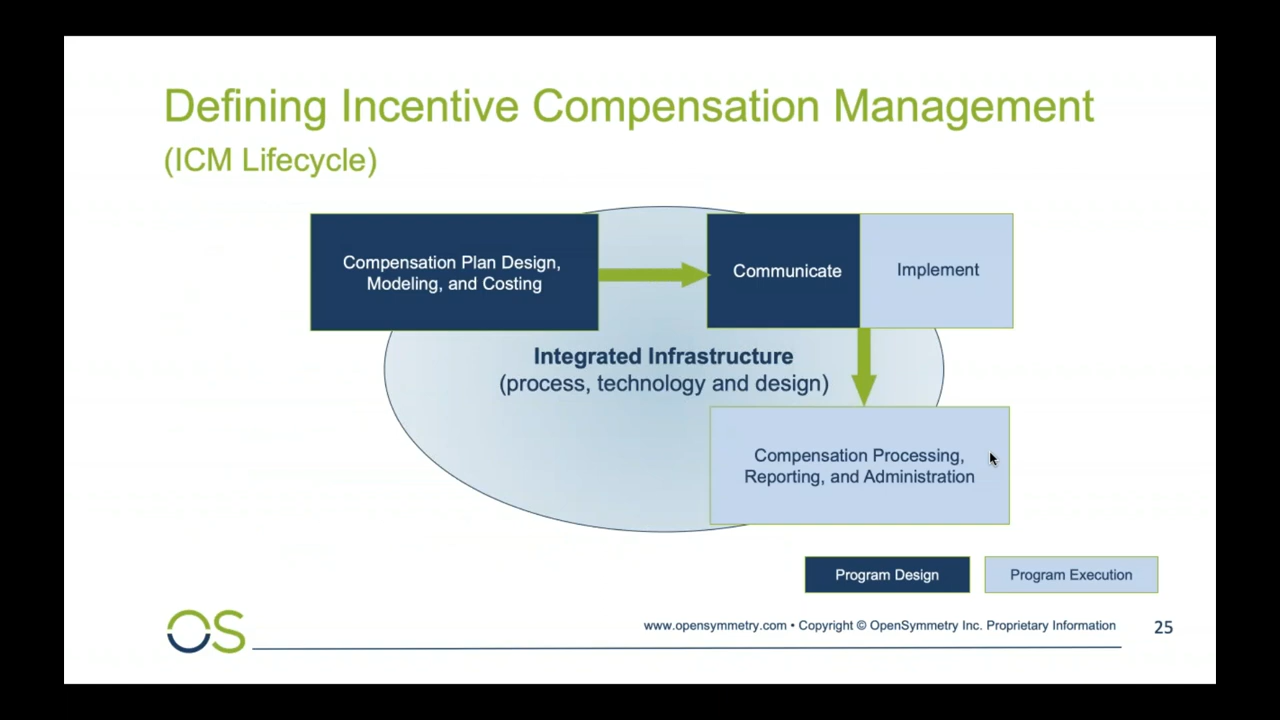 Defining Incentive Compensation Management
(ICM Lifecycle)
Compensation Plan Design,
Modeling, and Costing
Communicate
Implement
Integrated Infrastructure
(process, technology and design)
Compensation Processing,
Reporting, and Administration
Program Design
Program Execution
OS
www.opensymmetry.com • Copyright © OpenSymmetry Inc. Proprietary Information
25